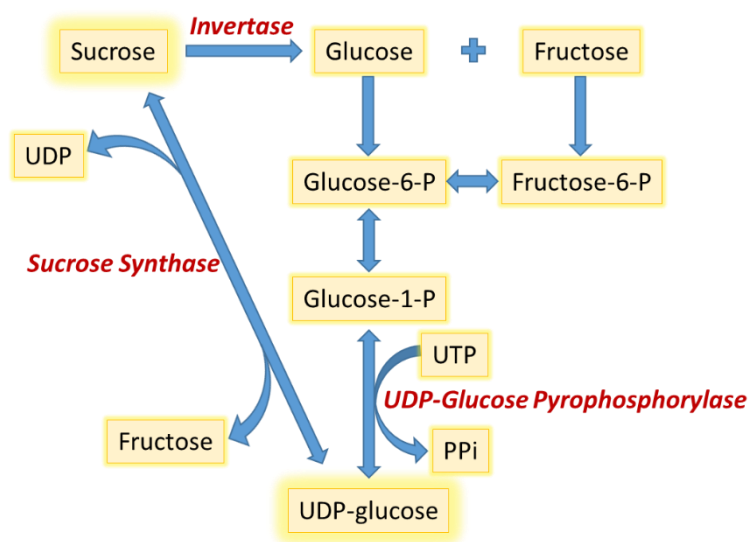 Invertase
Sucrose
Glucose
Fructose
UDP
Glucose-6-P
Fructose-6-P
Sucrose Synthase
Glucose-1-P
UTP
UDP-Glucose Pyrophosphorylase
Fructose
PPi
UDP-glucose